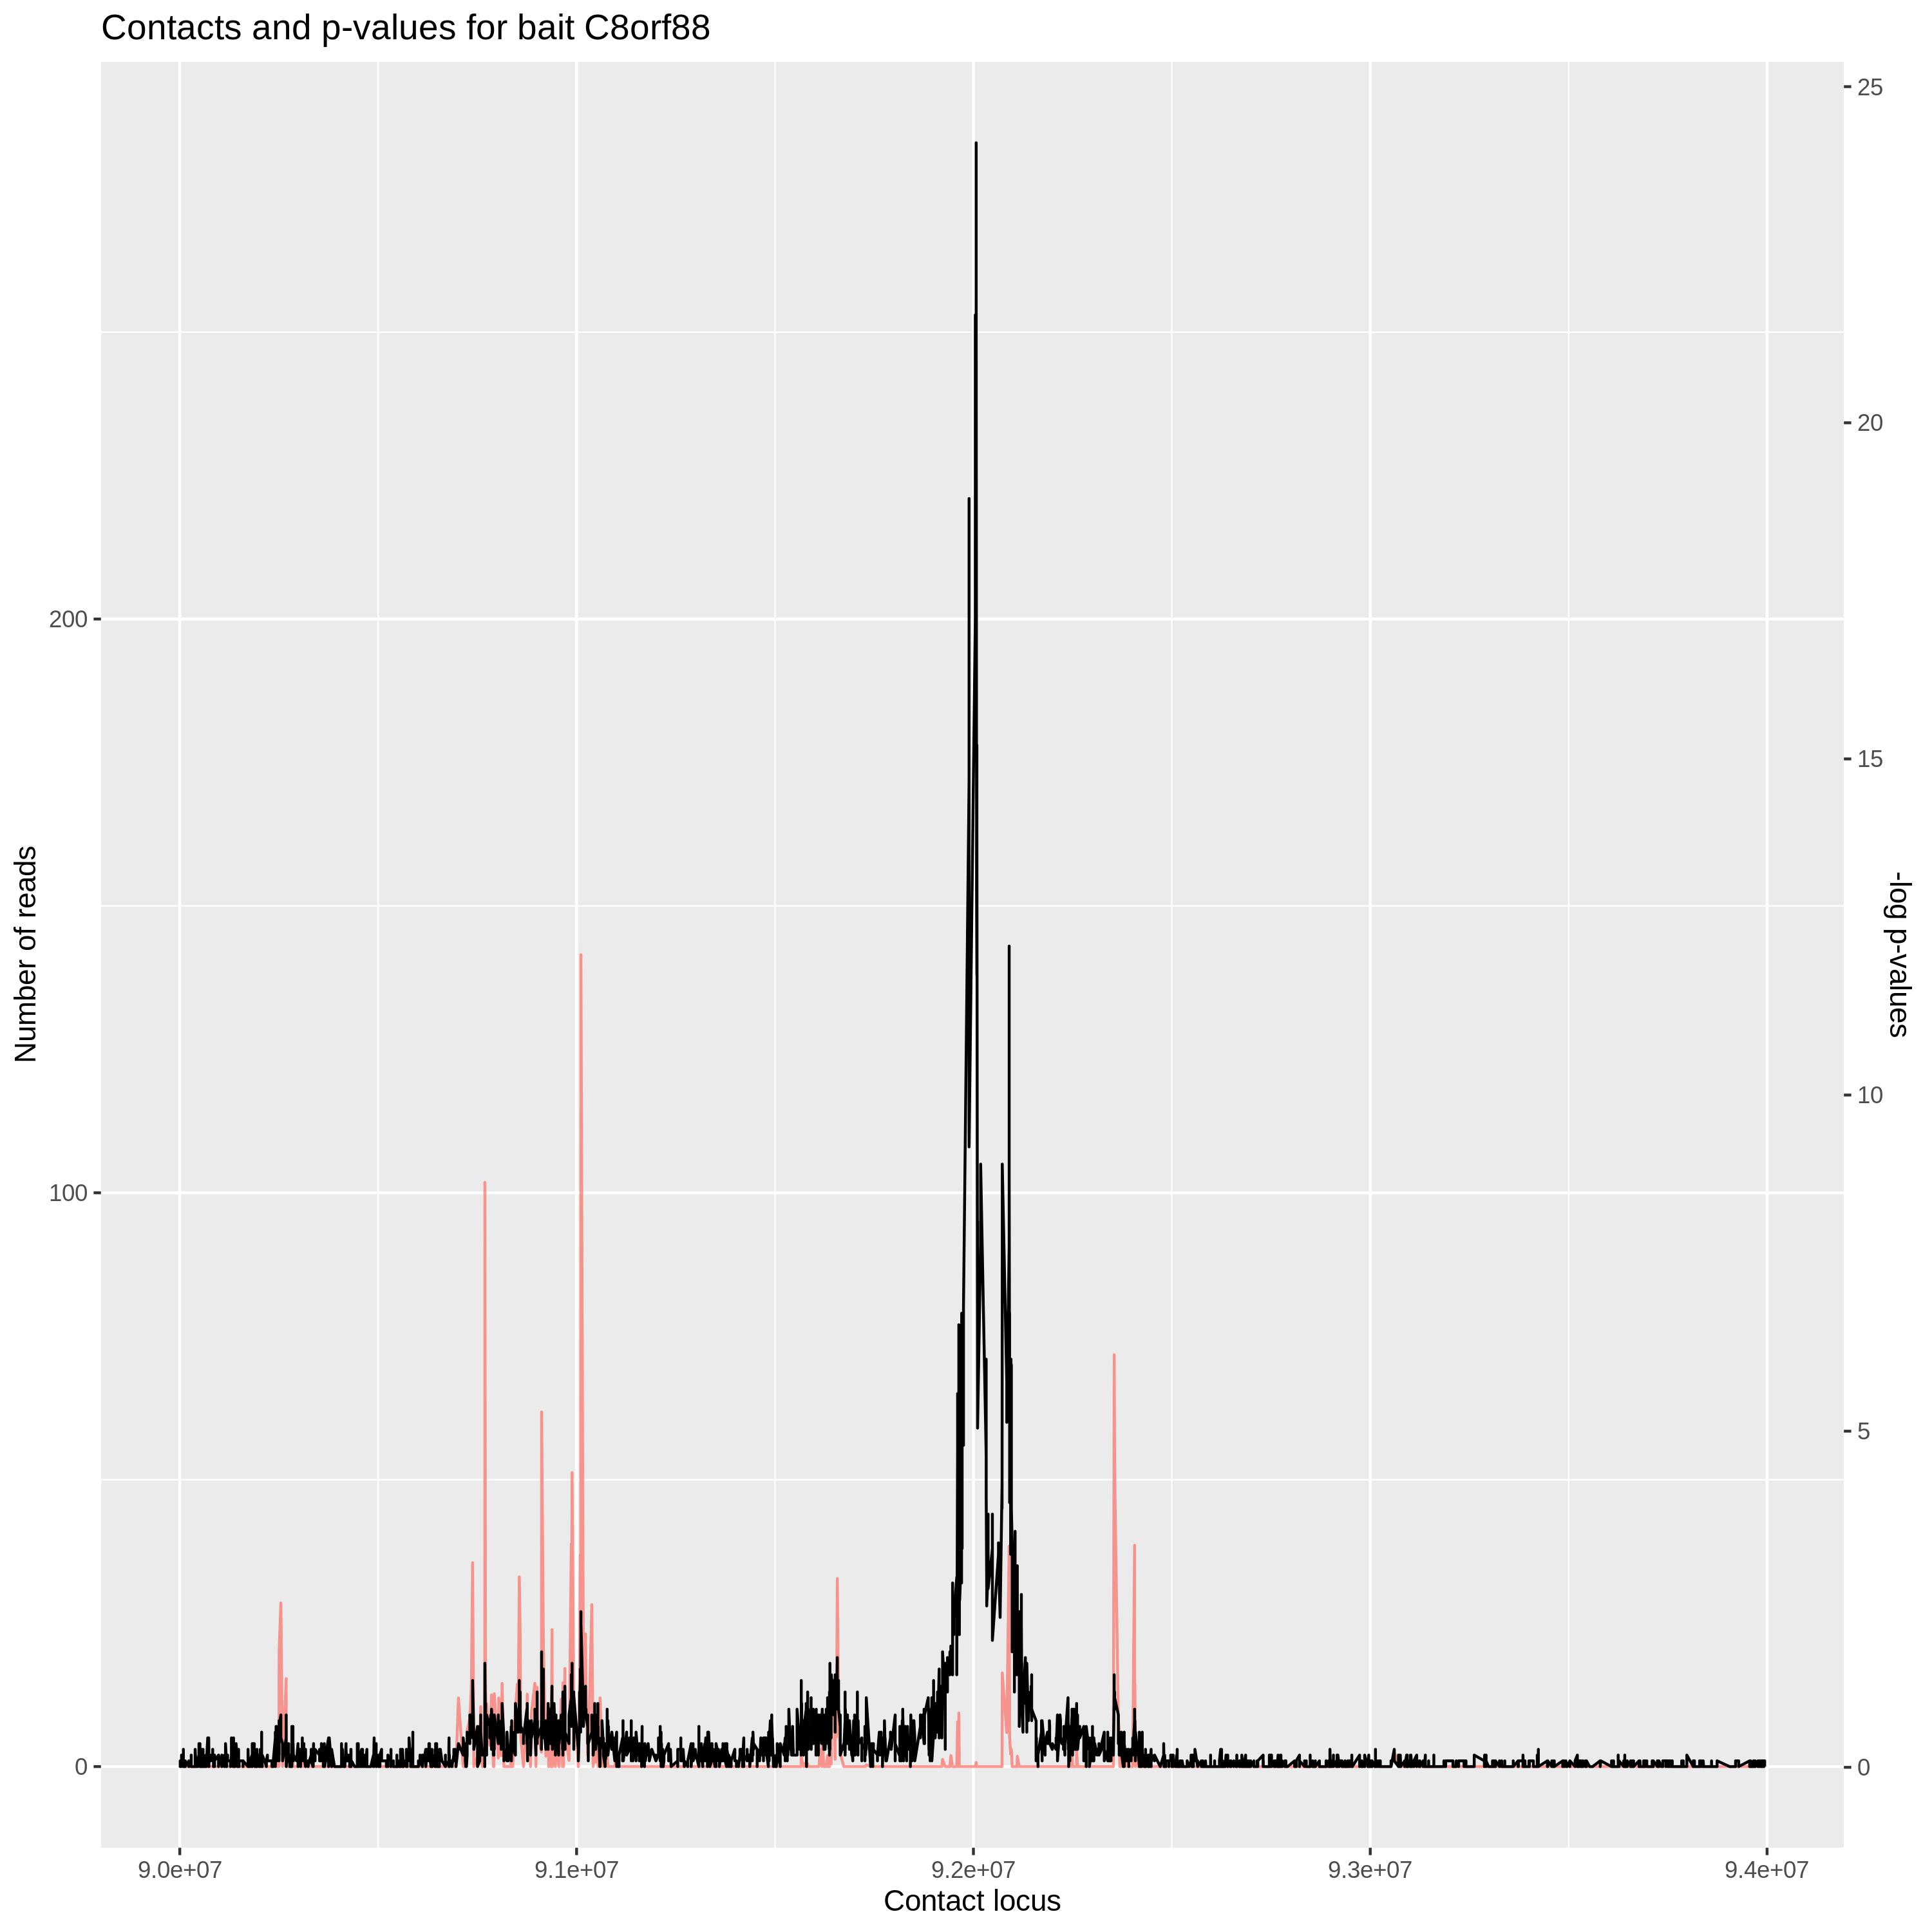 Contacts and p-values for bait C8orf88
25
20
200
15
Number of reads
-log p-values
10
100
5
0
0
9.0e+07
9.1e+07
9.2e+07
9.3e+07
9.4e+07
Contact locus